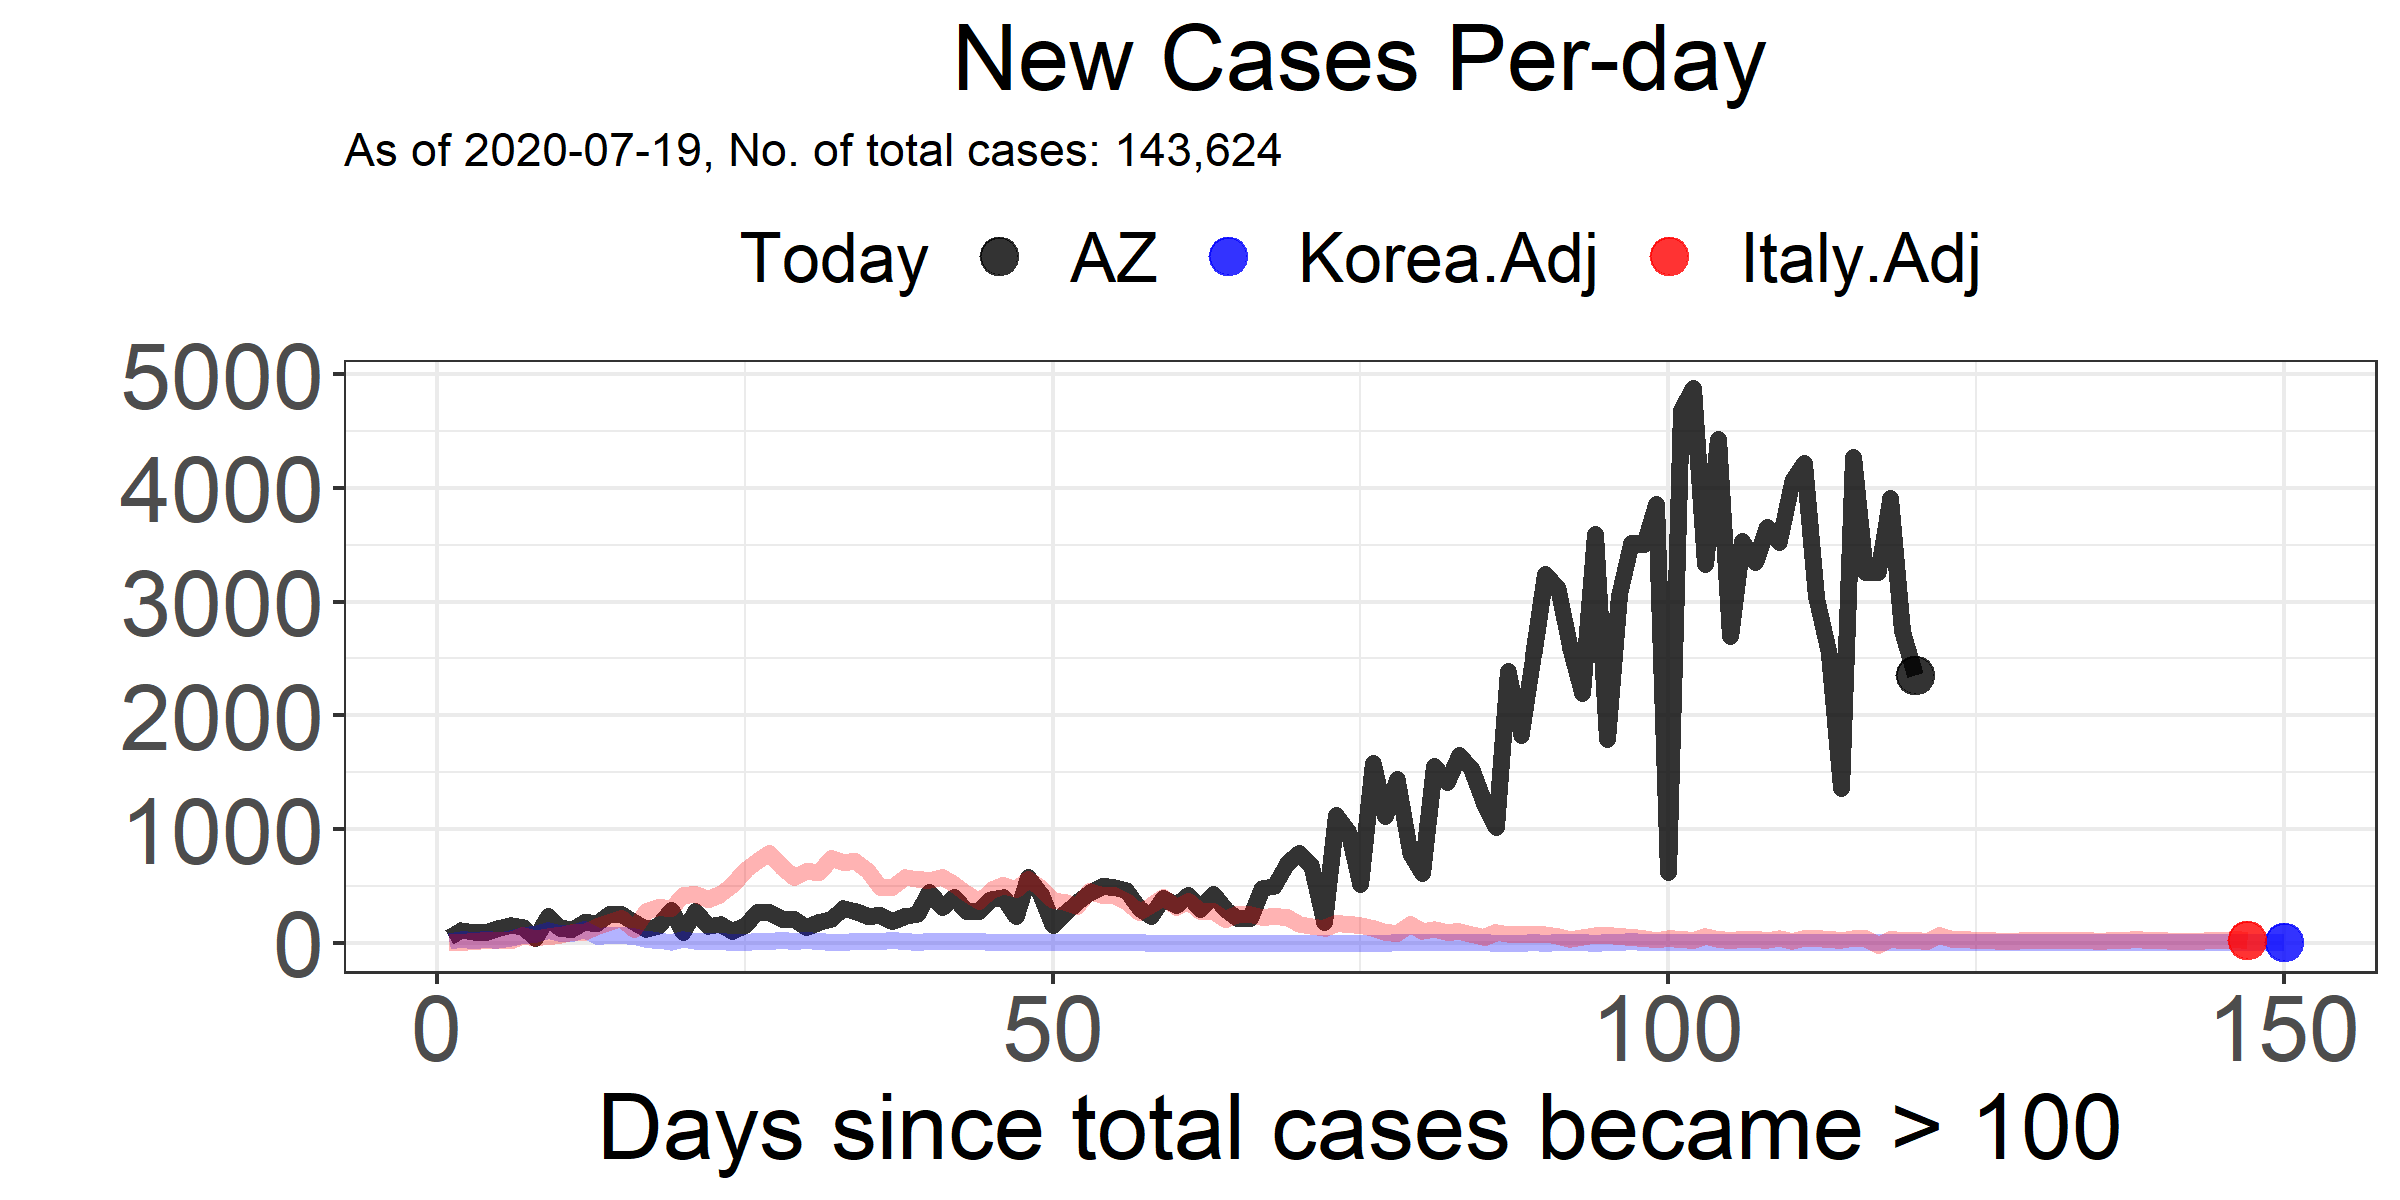 New Cases Per-day
As of 2020-07-19, No. of total cases: 143,624
Today AZ Korea.Adj Italy.Adj
5000
4000
3000
2000
1000
0
0 50 100 150
Days since total cases became > 100